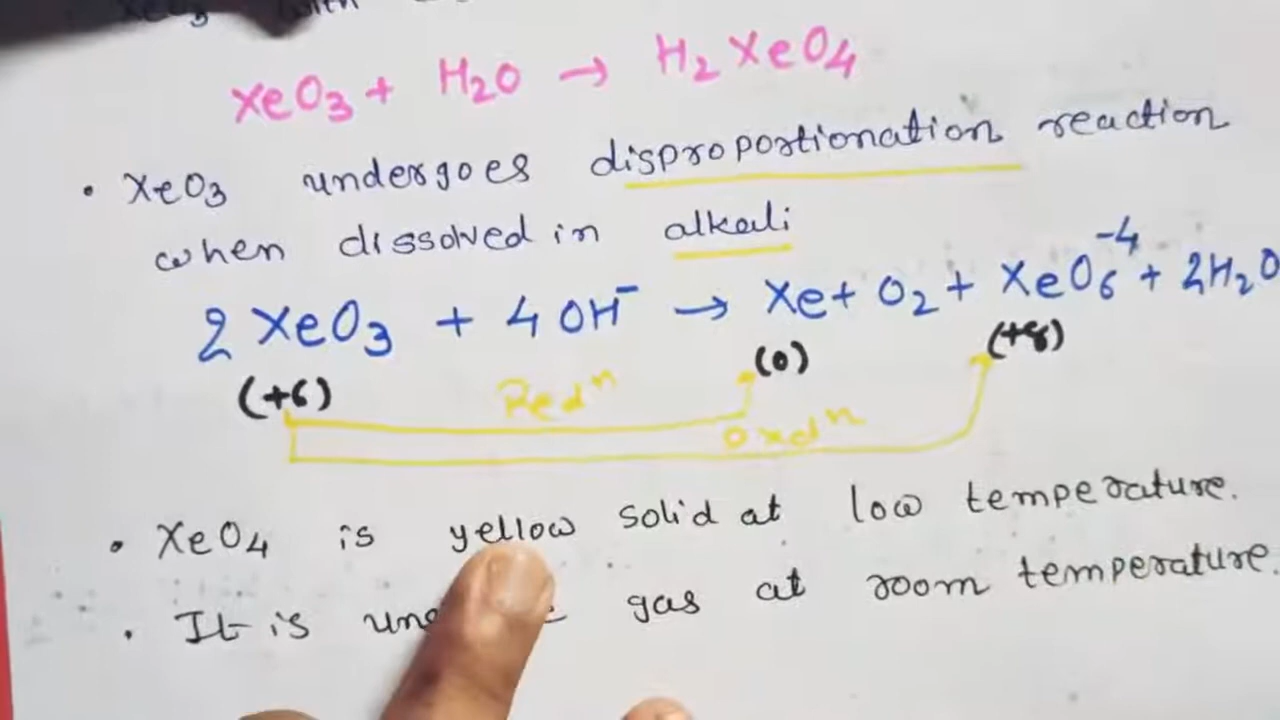 with
XeO3 + H2O → H2XeO4
• XeO3 undergoes disproportionation reaction
when dissolved in alkali
2XeO3 + 4OH⁻ → Xe + O2 + XeO6⁻⁴ + 2H2O
(+6) (0) (+8)
Redⁿ
Oxdⁿ
• XeO4 is yellow solid at low temperature.
• It is gas at room temperature.